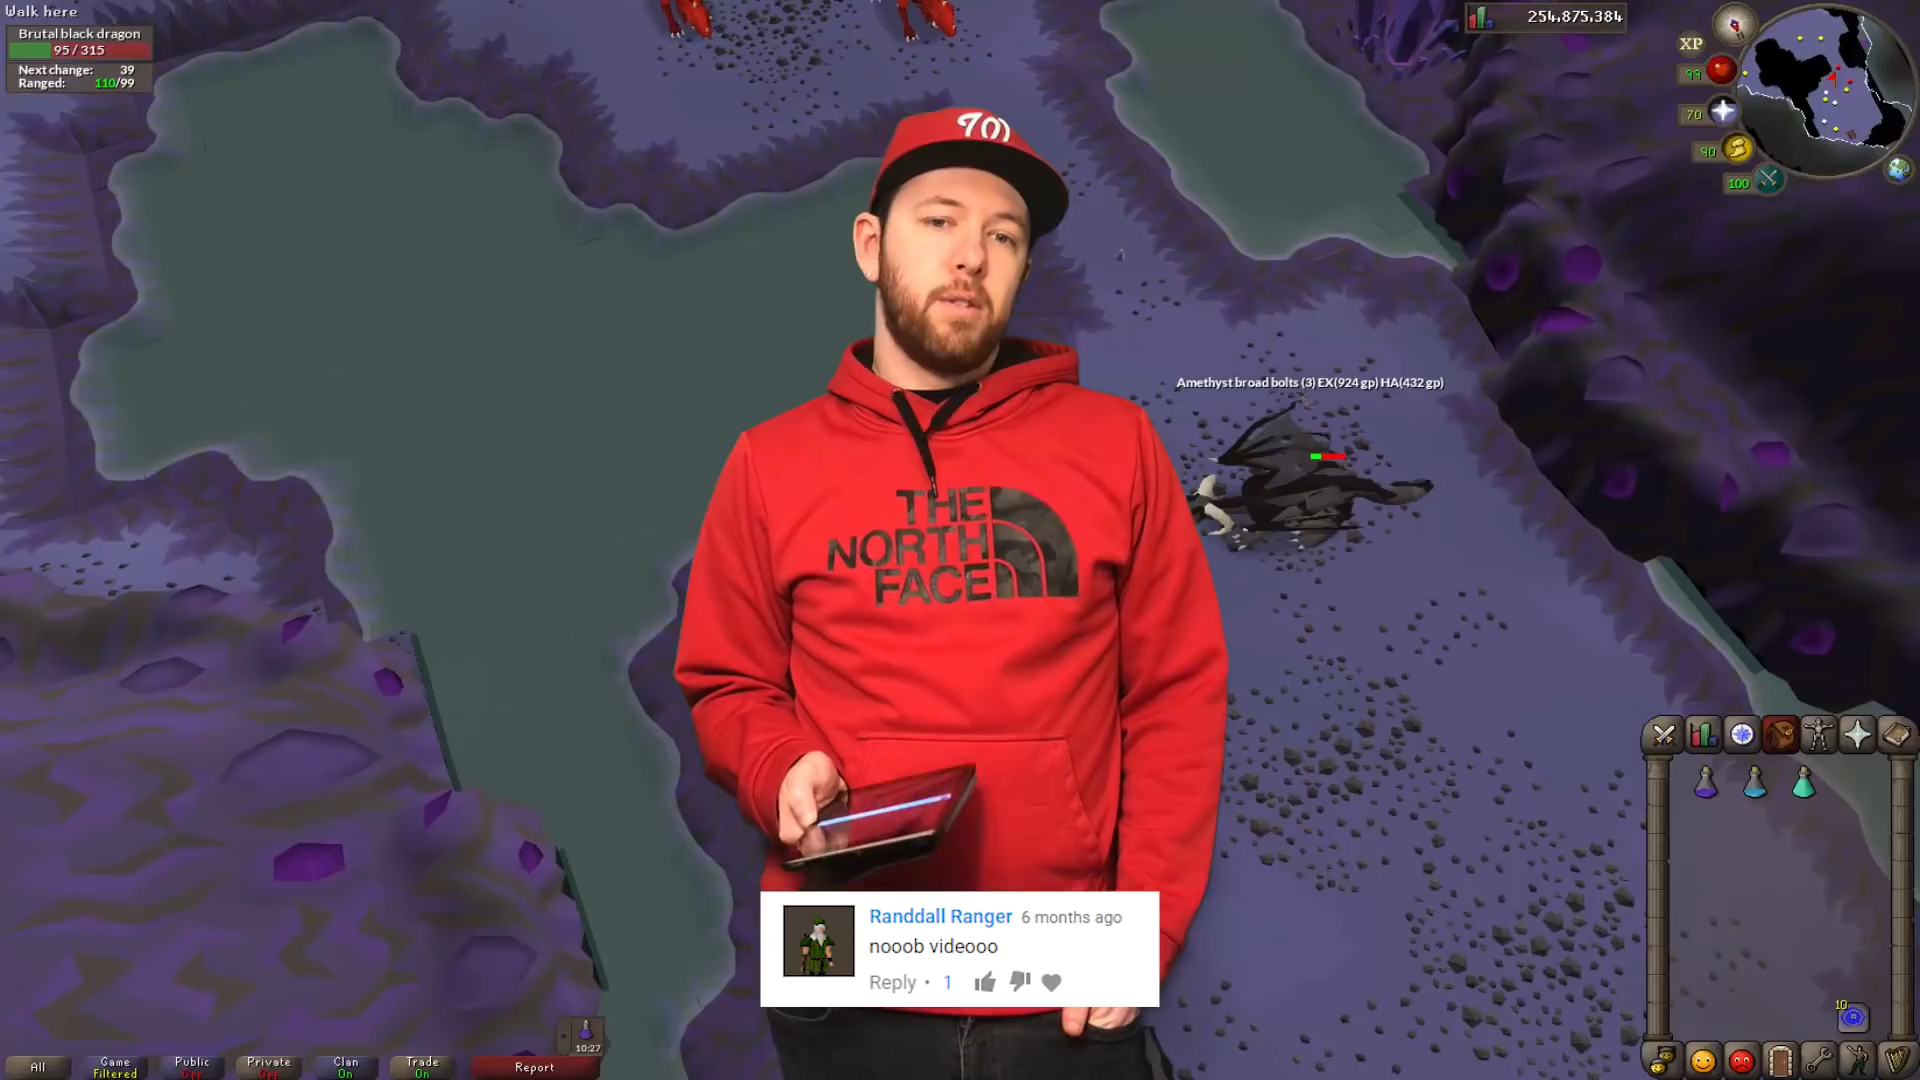 Walk here
Brutal black dragon
95 / 315
Next change: 39
Ranged: 110/99
254,875,384
XP
99
70
90
100
Amethyst broad bolts (3) EX(924 gp) HA(432 gp)
THE
NORTH
FACE
Randdall Ranger 6 months ago
nooob videooo
Reply • 1
10
10:27
All
Game
Filtered
Public
Off
Private
Off
Clan
On
Trade
On
Report